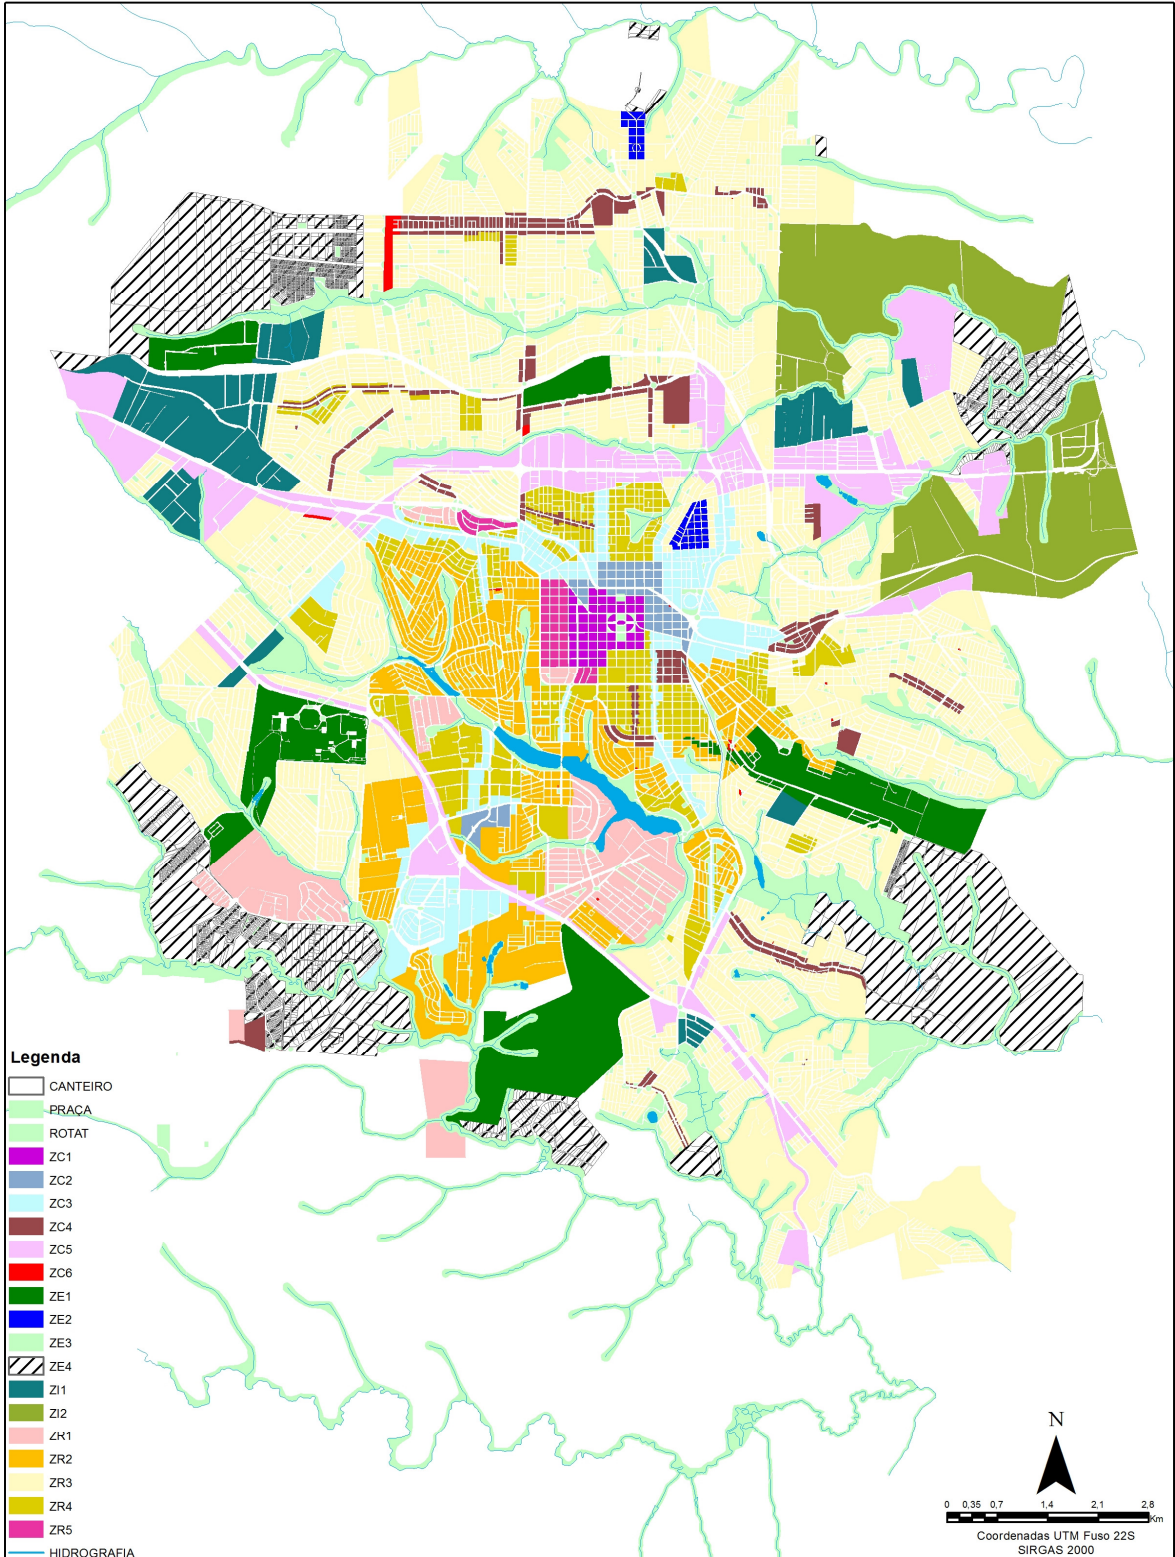 Legenda
CANTEIRO
PRAÇA
ROTAT
ZC1
ZC2
ZC3
ZC4
ZC5
ZC6
ZE1
ZE2
ZE3
ZE4
ZI1
ZI2
ZR1
ZR2
ZR3
ZR4
ZR5
HIDROGRAFIA
N
0 0,35 0,7 1,4 2,1 2,8
Km
Coordenadas UTM Fuso 22S
SIRGAS 2000